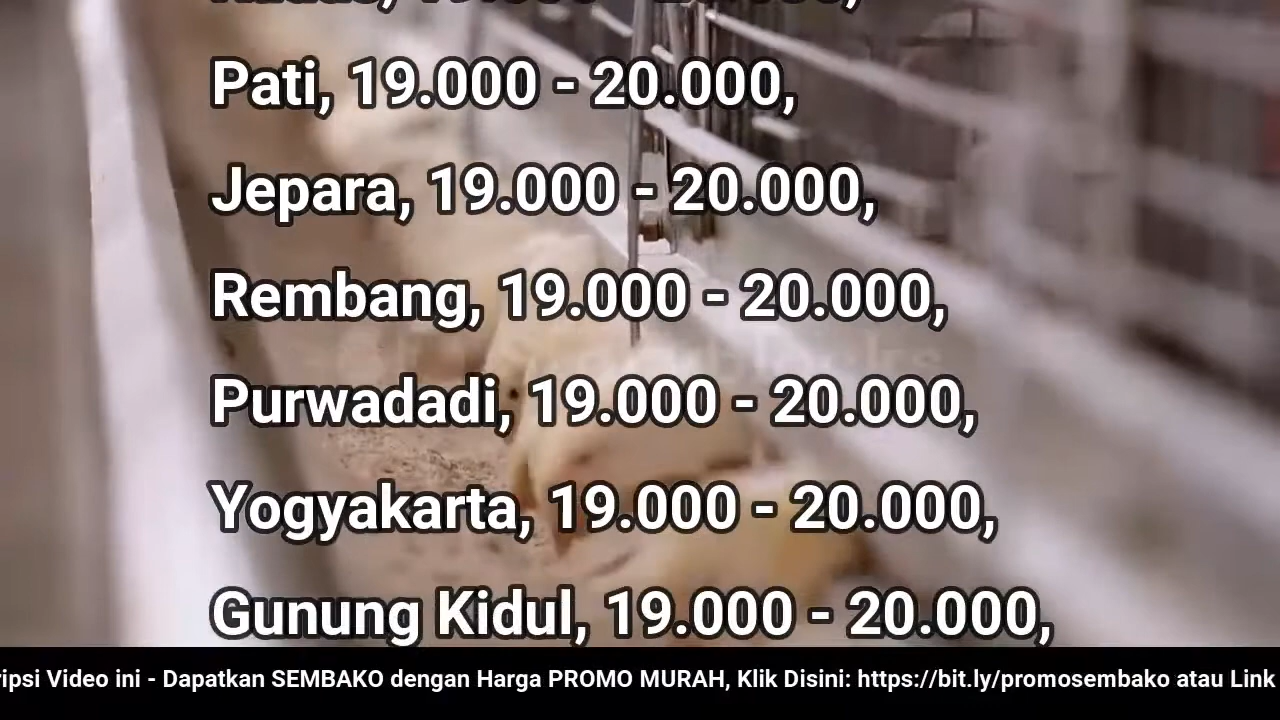 Pati, 19.000 - 20.000,
Jepara, 19.000 - 20.000,
Rembang, 19.000 - 20.000,
Purwadadi, 19.000 - 20.000,
Yogyakarta, 19.000 - 20.000,
Gunung Kidul, 19.000 - 20.000,
ripsi Video ini - Dapatkan SEMBAKO dengan Harga PROMO MURAH, Klik Disini: https://bit.ly/promosembako atau Link